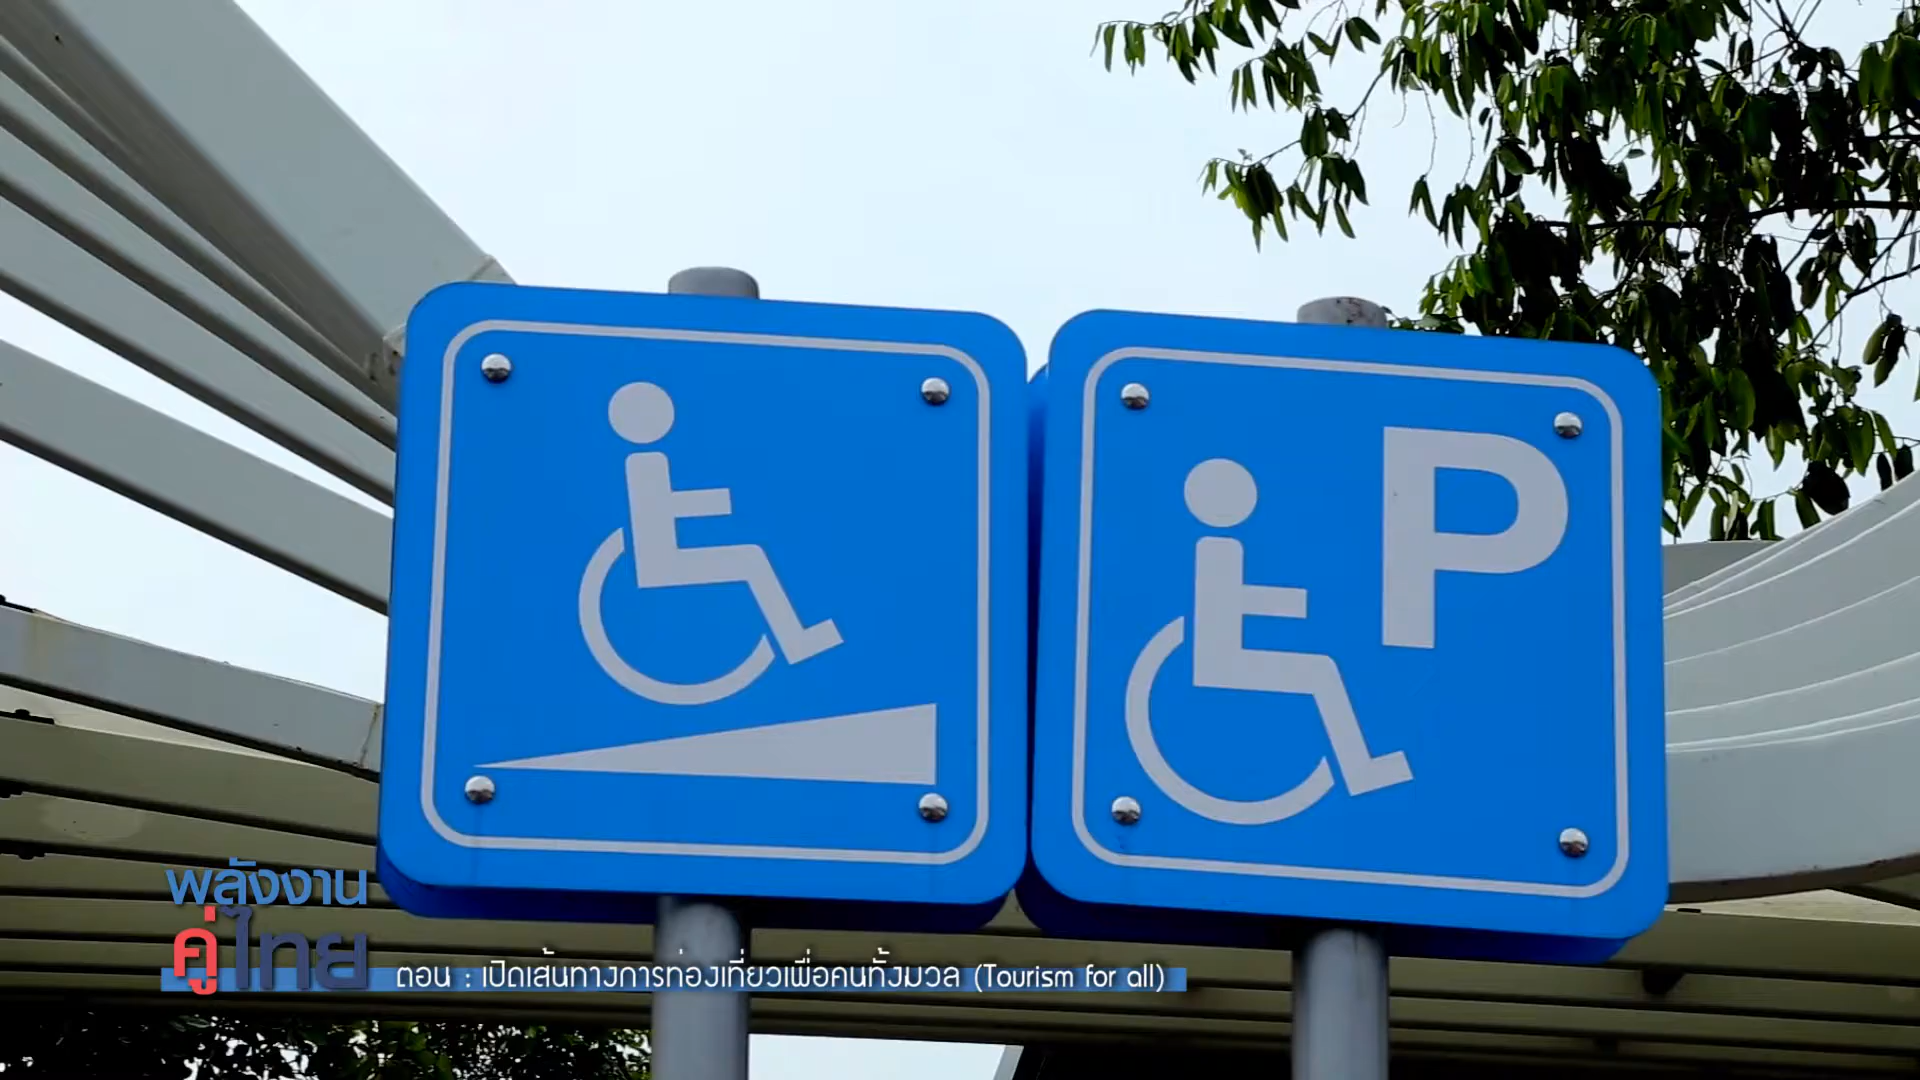 P
พลังงาน
คู่ไทย
ตอน : เปิดเส้นทางการท่องเที่ยวเพื่อคนทั้งมวล (Tourism for all)